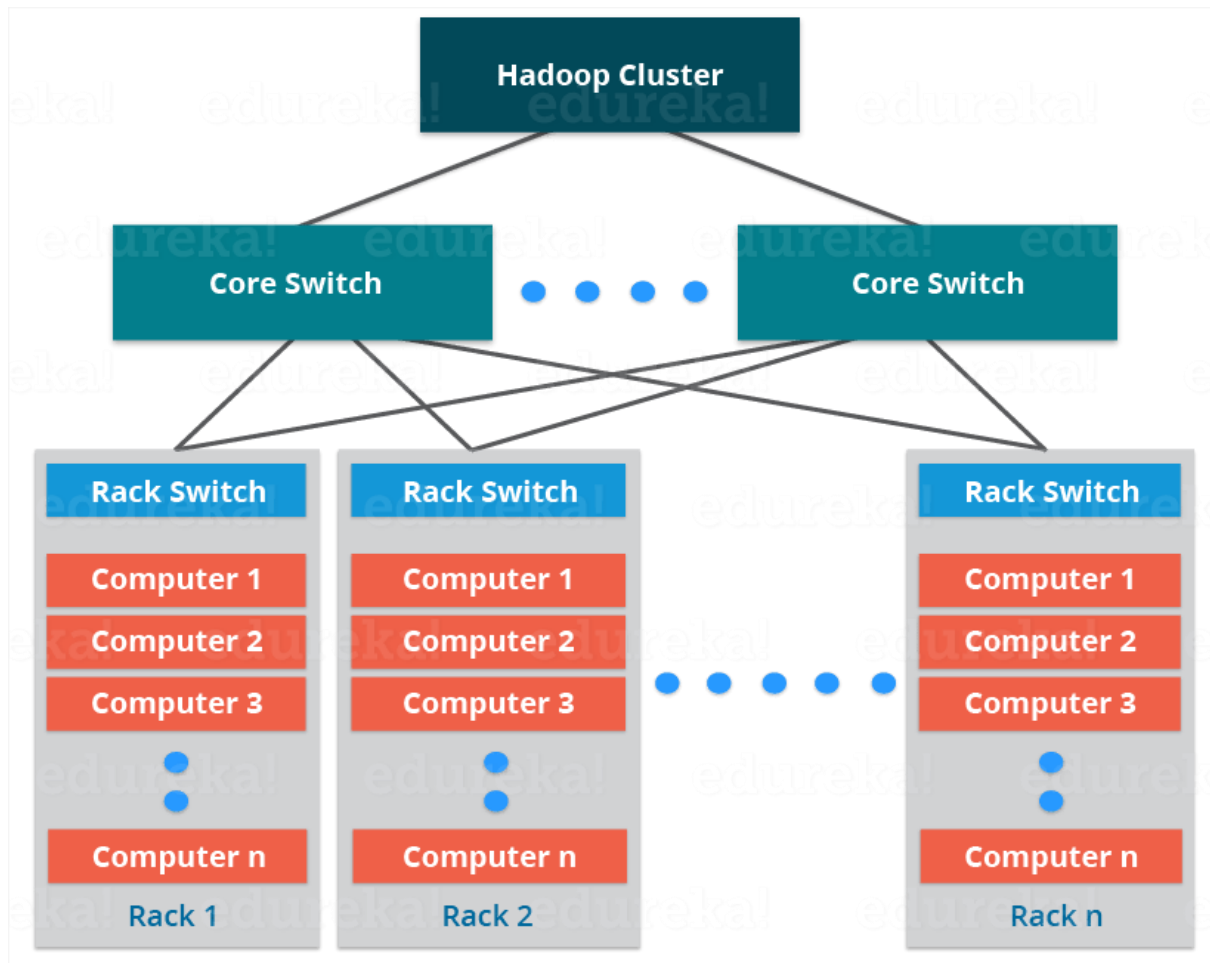 Hadoop Cluster
Core Switch
Core Switch
Rack Switch
Rack Switch
Rack Switch
Computer 1
Computer 1
Computer 1
Computer 2
Computer 2
Computer 2
Computer 3
Computer 3
Computer 3
Computer n
Computer n
Computer n
Rack 1
Rack 2
Rack n
edureka!